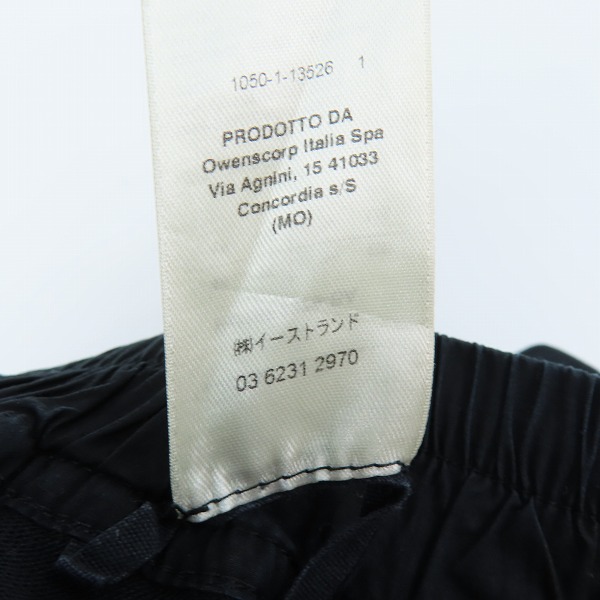 1050-1-13526 1
PRODOTTO DA
Owenscorp Italia Spa
Via Agnini, 15 41033
Concordia s/S
(MO)
㈱イーストランド
03 6231 2970